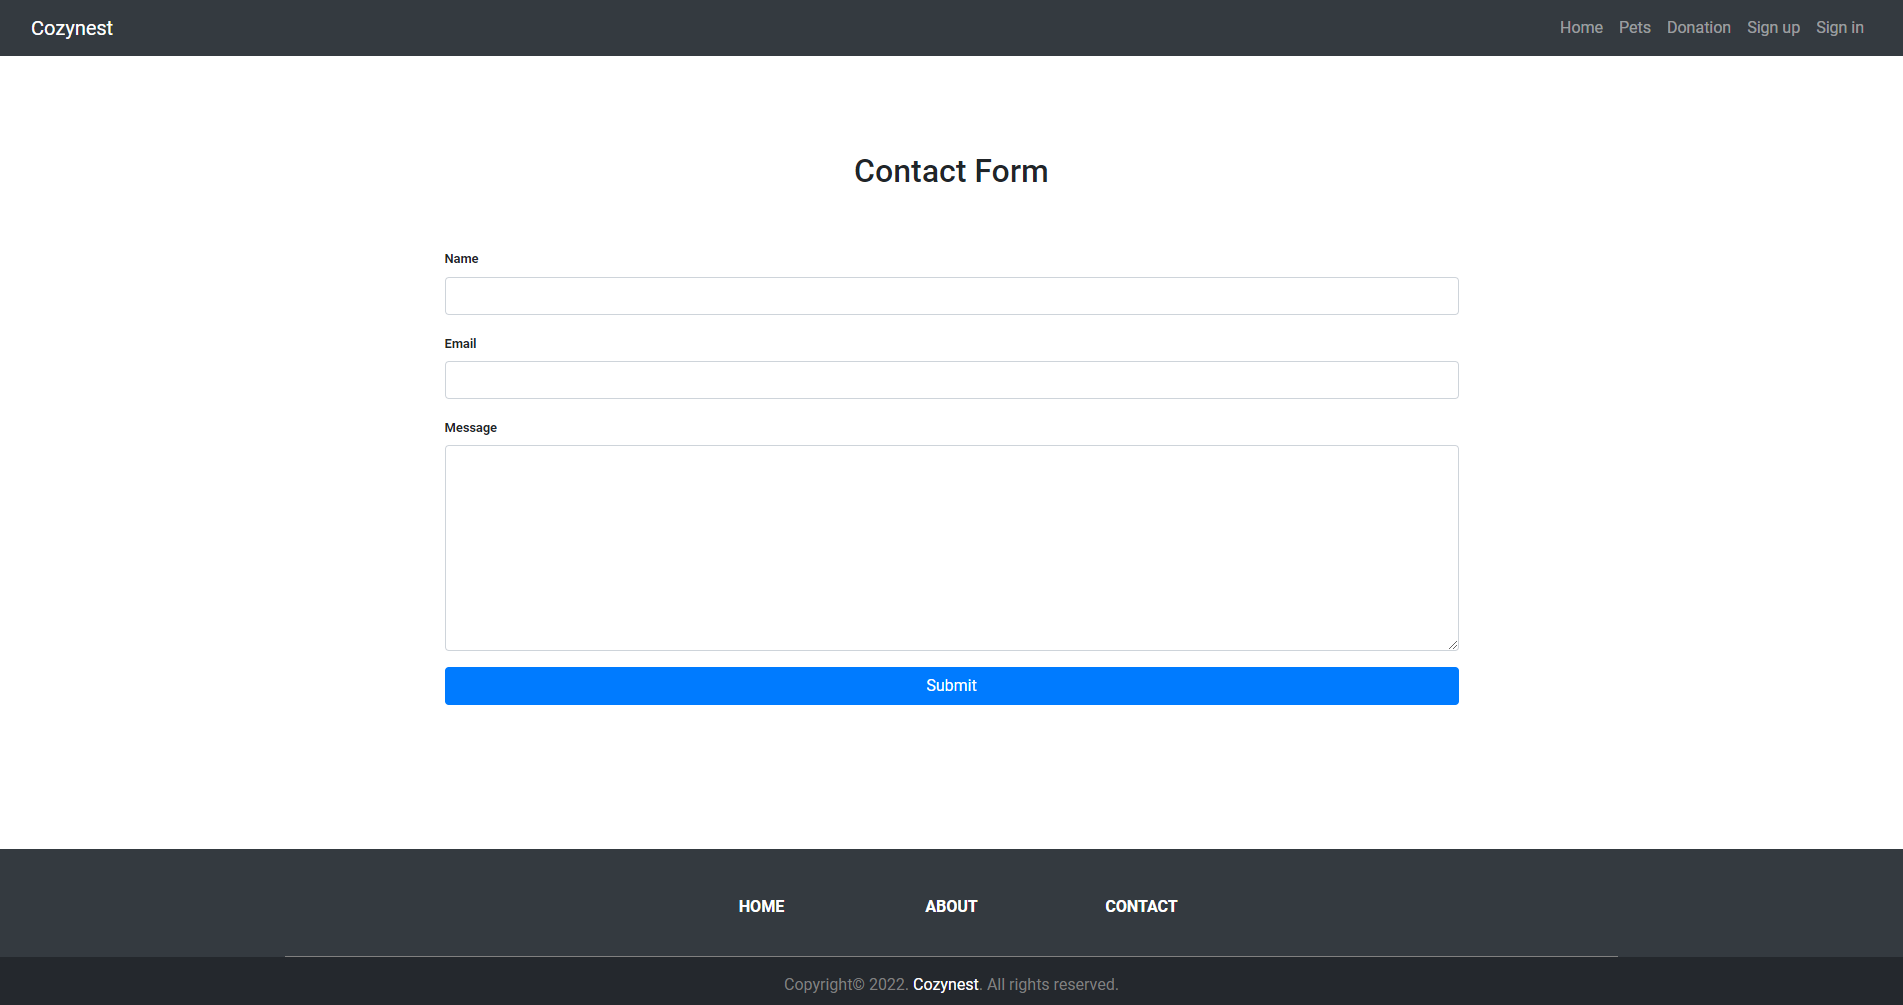 Cozynest Home Pets Donation Sign up Sign in
Contact Form
Name
Email
Message
Submit
HOME ABOUT CONTACT
Copyright© 2022. Cozynest. All rights reserved.